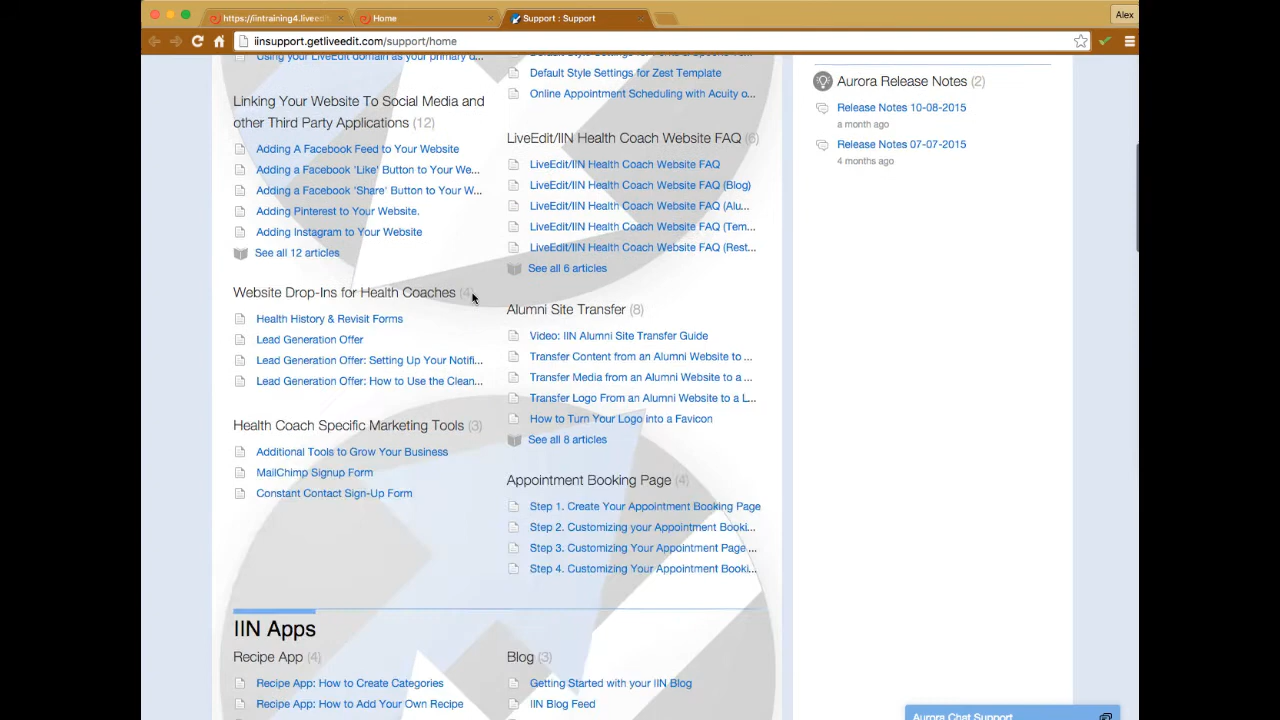 https://iintraining4.liveedit
Home
Support : Support
Alex
iinsupport.getliveedit.com/support/home
Using your LiveEdit domain as your primary d...
Linking Your Website To Social Media and
other Third Party Applications (12)
Adding A Facebook Feed to Your Website
Adding a Facebook 'Like' Button to Your We...
Adding a Facebook 'Share' Button to Your W...
Adding Pinterest to Your Website.
Adding Instagram to Your Website
See all 12 articles
Website Drop-Ins for Health Coaches (4)
Health History & Revisit Forms
Lead Generation Offer
Lead Generation Offer: Setting Up Your Notifi...
Lead Generation Offer: How to Use the Clean...
Health Coach Specific Marketing Tools (3)
Additional Tools to Grow Your Business
MailChimp Signup Form
Constant Contact Sign-Up Form
Default Style Settings for
Default Style Settings for Zest Template
Online Appointment Scheduling with Acuity o...
LiveEdit/IIN Health Coach Website FAQ (6)
LiveEdit/IIN Health Coach Website FAQ
LiveEdit/IIN Health Coach Website FAQ (Blog)
LiveEdit/IIN Health Coach Website FAQ (Alu...
LiveEdit/IIN Health Coach Website FAQ (Tem...
LiveEdit/IIN Health Coach Website FAQ (Rest...
See all 6 articles
Alumni Site Transfer (8)
Video: IIN Alumni Site Transfer Guide
Transfer Content from an Alumni Website to ...
Transfer Media from an Alumni Website to a ...
Transfer Logo From an Alumni Website to a L...
How to Turn Your Logo into a Favicon
See all 8 articles
Appointment Booking Page (4)
Step 1. Create Your Appointment Booking Page
Step 2. Customizing your Appointment Booki...
Step 3. Customizing Your Appointment Page ...
Step 4. Customizing Your Appointment Booki...
IIN Apps
Recipe App (4)
Recipe App: How to Create Categories
Recipe App: How to Add Your Own Recipe
Blog (3)
Getting Started with your IIN Blog
IIN Blog Feed
Aurora Release Notes (2)
Release Notes 10-08-2015
a month ago
Release Notes 07-07-2015
4 months ago
Aurora Chat Support